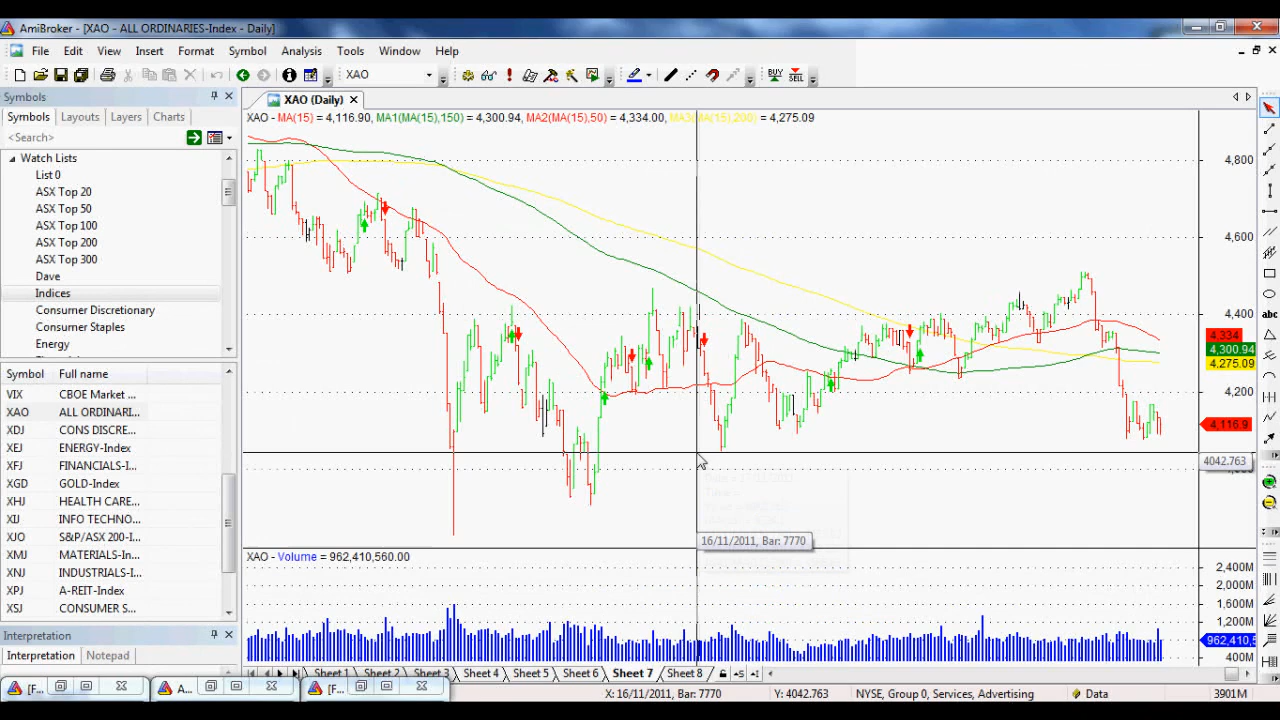 AmiBroker - [XAO - ALL ORDINARIES-Index - Daily]
File Edit View Insert Format Symbol Analysis Tools Window Help
XAO
BUY SELL
Symbols
XAO (Daily)
Symbols Layouts Layers Charts
XAO - MA(15) = 4,116.90, MA1(MA(15),150) = 4,300.94, MA2(MA(15),50) = 4,334.00, MA3(MA(15),200) = 4,275.09
<Search>
Watch Lists
List 0
ASX Top 20
ASX Top 50
ASX Top 100
ASX Top 200
ASX Top 300
Dave
Indices
Consumer Discretionary
Consumer Staples
Energy
4,800
4,600
4,400
4,334
4,300.94
4,275.09
4,200
4,116.9
4042.763
abc
Symbol Full name
VIX CBOE Market ...
XAO ALL ORDINARI...
XDJ CONS DISCRE...
XEJ ENERGY-Index
XFJ FINANCIALS-I...
XGD GOLD-Index
XHJ HEALTH CARE...
XIJ INFO TECHNO...
XJO S&P/ASX 200-I...
XMJ MATERIALS-In...
XNJ INDUSTRIALS-I...
XPJ A-REIT-Index
XSJ CONSUMER S...
16/11/2011, Bar: 7770
XAO - Volume = 962,410,560.00
2,400M
2,000M
1,600M
1,200M
962,410,5
400M
Interpretation
Interpretation Notepad
Sheet 1 Sheet 2 Sheet 3 Sheet 4 Sheet 5 Sheet 6 Sheet 7 Sheet 8
[F... A... [F...
X: 16/11/2011, Bar: 7770 Y: 4042.763 NYSE, Group 0, Services, Advertising Data 3901M